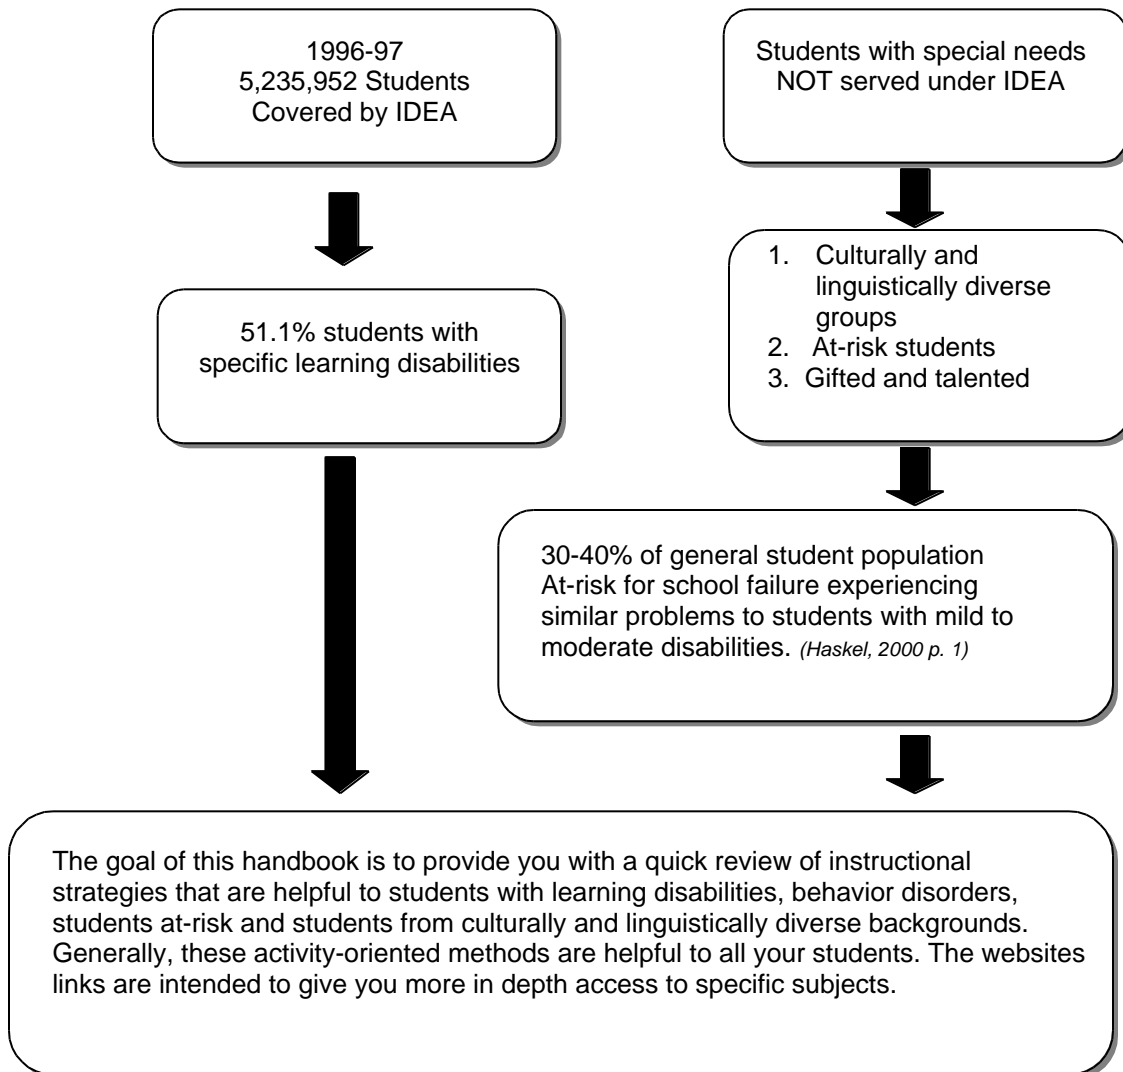 1996-97
5,235,952 Students
Covered by IDEA
51.1% students with
specific learning disabilities
Students with special needs
NOT served under IDEA
1. Culturally and
linguistically diverse
groups
2. At-risk students
3. Gifted and talented
30-40% of general student population
At-risk for school failure experiencing
similar problems to students with mild to
moderate disabilities. (Haskel, 2000 p. 1)
The goal of this handbook is to provide you with a quick review of instructional
strategies that are helpful to students with learning disabilities, behavior disorders,
students at-risk and students from culturally and linguistically diverse backgrounds.
Generally, these activity-oriented methods are helpful to all your students. The websites
links are intended to give you more in depth access to specific subjects.